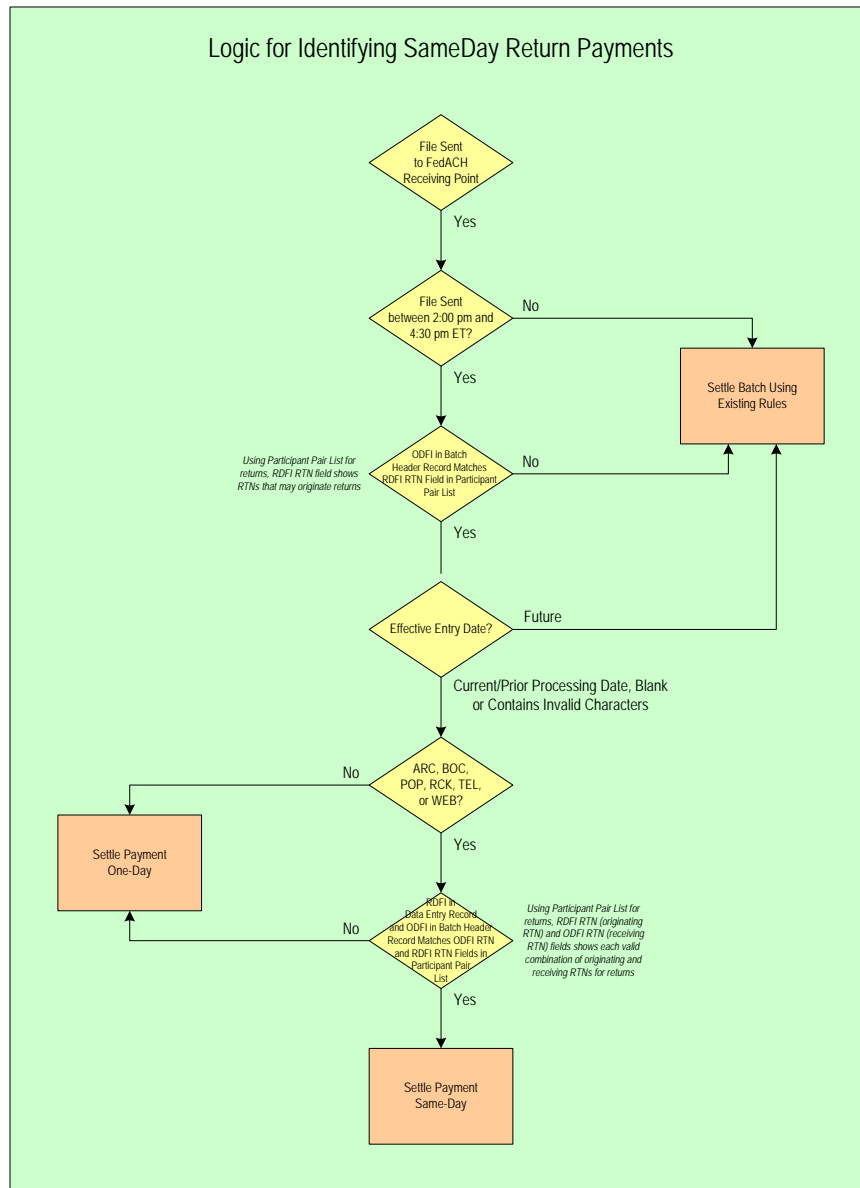 Logic for Identifying SameDay Return Payments
File Sent
to FedACH
Receiving Point
Yes
File Sent
between 2:00 pm and
4:30 pm ET?
No
Yes
Settle Batch Using
Existing Rules
Using Participant Pair List for
returns, RDFI RTN field shows
RTNs that may originate returns
ODFI in Batch
Header Record Matches
RDFI RTN Field in Participant
Pair List
No
Yes
Effective Entry Date?
Future
Current/Prior Processing Date, Blank
or Contains Invalid Characters
ARC, BOC,
POP, RCK, TEL,
or WEB?
No
Yes
Settle Payment
One-Day
RDFI in
Data Entry Record
and ODFI in Batch Header
Record Matches ODFI RTN
and RDFI RTN Fields in
Participant Pair
List
No
Using Participant Pair List for
returns, RDFI RTN (originating
RTN) and ODFI RTN (receiving
RTN) fields shows each valid
combination of originating and
receiving RTNs for returns
Yes
Settle Payment
Same-Day